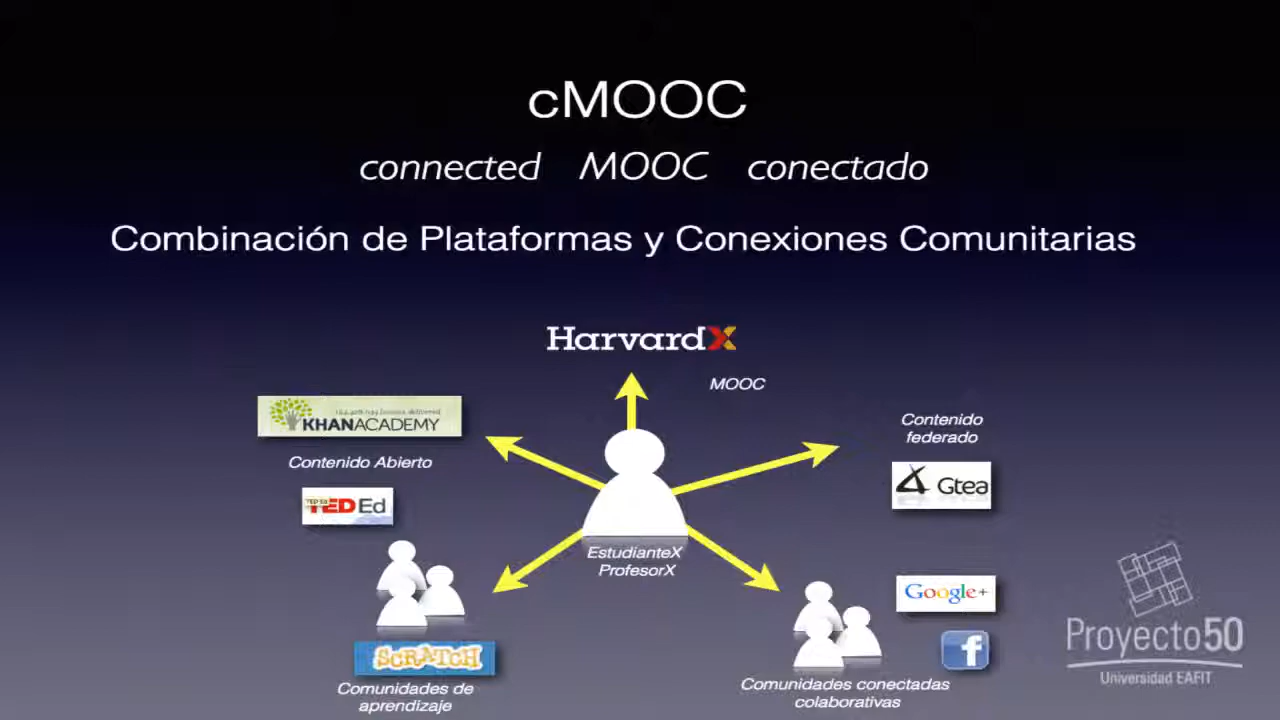 cMOOC
connected MOOC conectado
Combinación de Plataformas y Conexiones Comunitarias
HarvardX
MOOC
KHANACADEMY
Contenido Abierto
TED Ed
Contenido
federado
Gtea
EstudianteX
ProfesorX
SCRATCH
Comunidades de
aprendizaje
Google+
f
Comunidades conectadas
colaborativas
Proyecto50
Universidad EAFIT